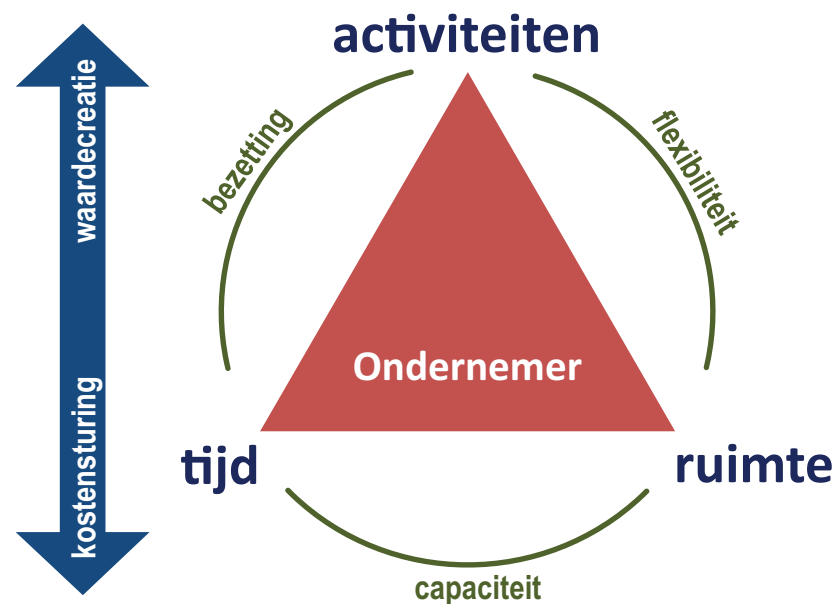 activiteiten
waardecreatie
bezetting
flexibiliteit
Ondernemer
kostensturing
tijd
ruimte
capaciteit